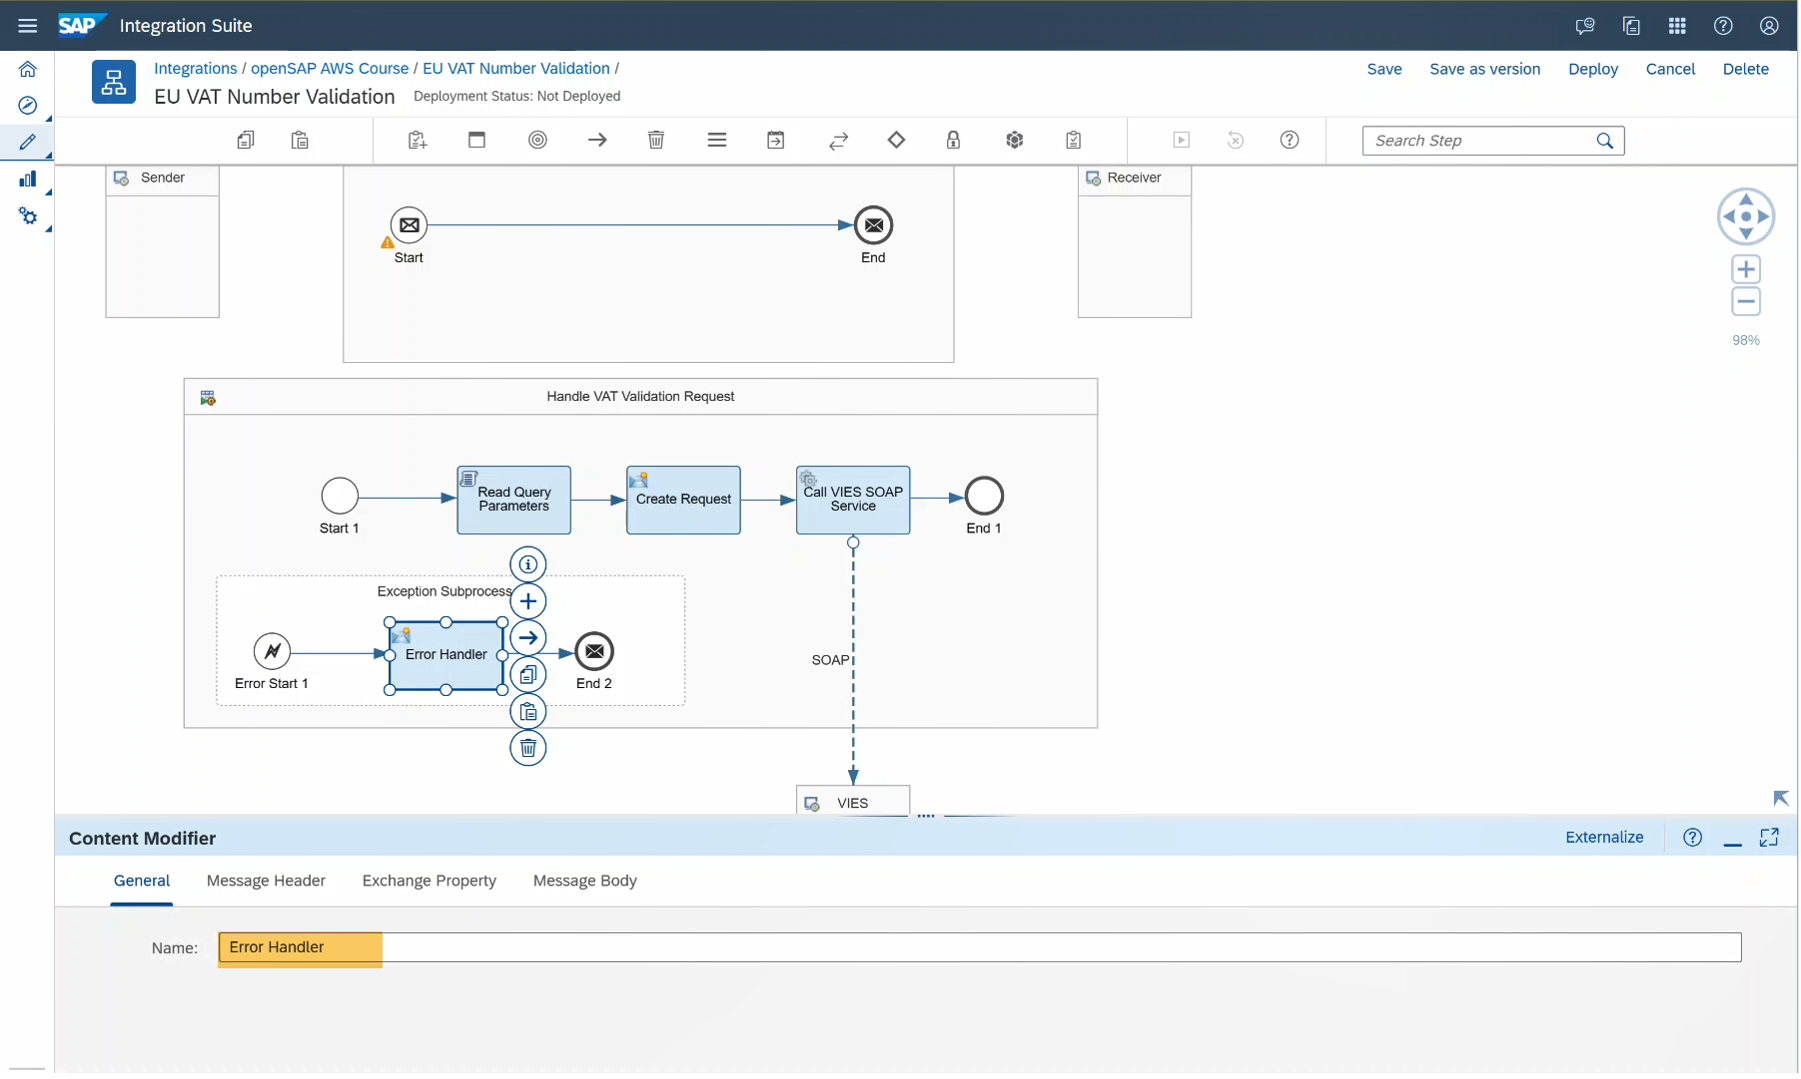 SAP Integration Suite
Integrations / openSAP AWS Course / EU VAT Number Validation /
EU VAT Number Validation Deployment Status: Not Deployed
Save Save as version Deploy Cancel Delete
Search Step
Sender
Receiver
Start
End
98%
Handle VAT Validation Request
Read Query
Parameters
Create Request
Call VIES SOAP
Service
Start 1
End 1
Exception Subprocess
Error Handler
Error Start 1
End 2
SOAP
VIES
Content Modifier
Externalize
General Message Header Exchange Property Message Body
Name: Error Handler